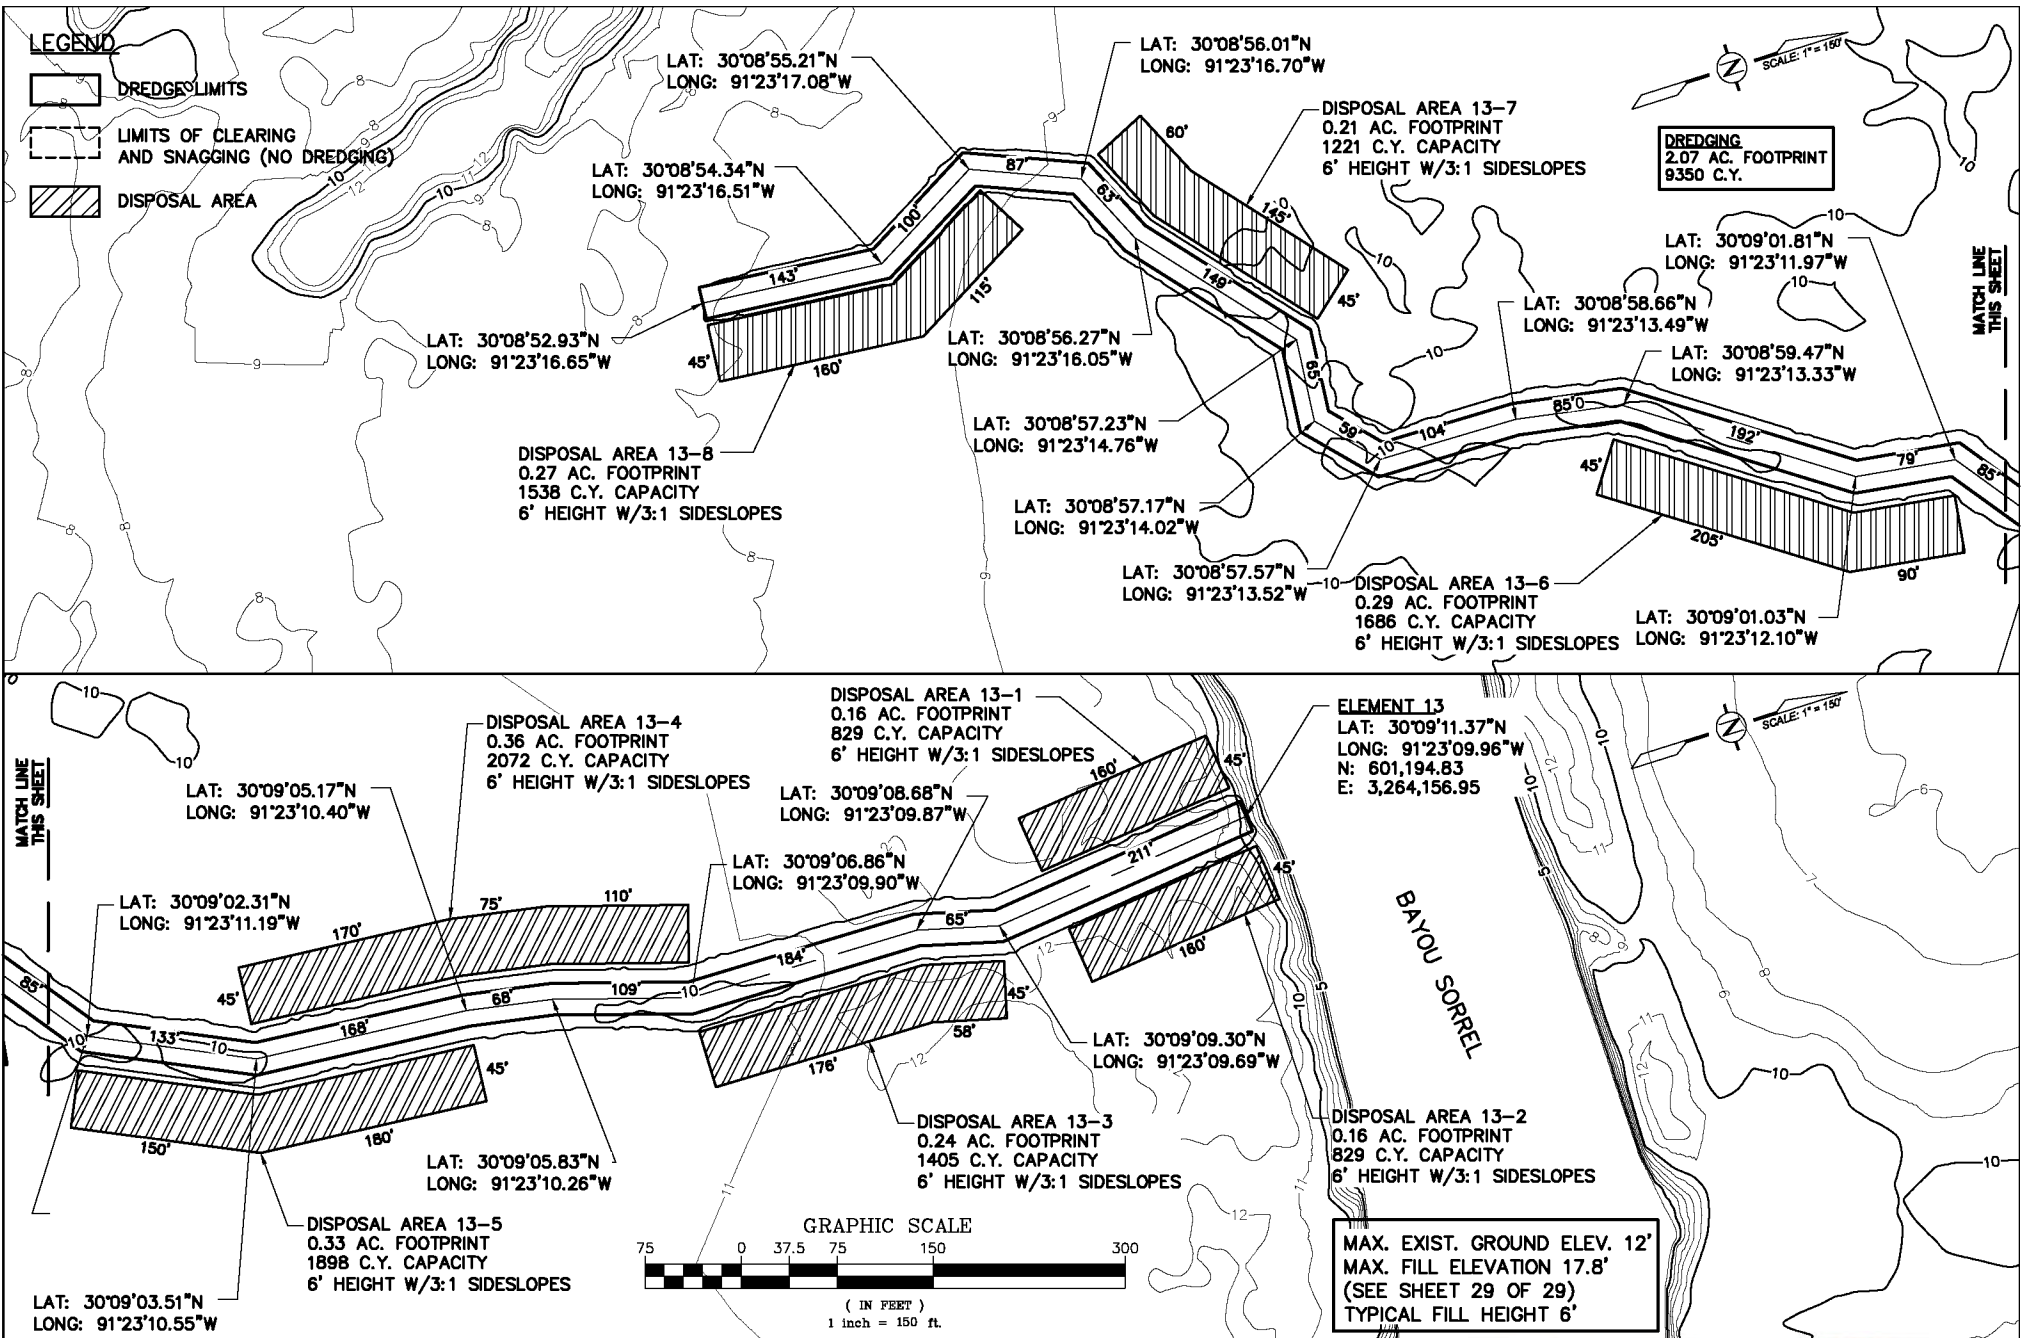 LEGEND
DREDGE LIMITS
LIMITS OF CLEARING
AND SNAGGING (NO DREDGING)
DISPOSAL AREA
LAT: 30°08'55.21"N
LONG: 91°23'17.08"W
LAT: 30°08'56.01"N
LONG: 91°23'16.70"W
LAT: 30°08'54.34"N
LONG: 91°23'16.51"W
LAT: 30°08'52.93"N
LONG: 91°23'16.65"W
DISPOSAL AREA 13-8
0.27 AC. FOOTPRINT
1538 C.Y. CAPACITY
6' HEIGHT W/3:1 SIDESLOPES
143'
100'
87'
63'
149'
65'
59'
104'
85'
192'
79'
85'
45'
160'
115'
60'
145'
45'
DISPOSAL AREA 13-7
0.21 AC. FOOTPRINT
1221 C.Y. CAPACITY
6' HEIGHT W/3:1 SIDESLOPES
N
SCALE: 1" = 150'
DREDGING
2.07 AC. FOOTPRINT
9350 C.Y.
LAT: 30°08'56.27"N
LONG: 91°23'16.05"W
LAT: 30°08'57.23"N
LONG: 91°23'14.76"W
LAT: 30°08'57.17"N
LONG: 91°23'14.02"W
LAT: 30°08'57.57"N
LONG: 91°23'13.52"W
LAT: 30°09'01.81"N
LONG: 91°23'11.97"W
LAT: 30°08'58.66"N
LONG: 91°23'13.49"W
LAT: 30°08'59.47"N
LONG: 91°23'13.33"W
MATCH LINE
THIS SHEET
45'
205'
90'
DISPOSAL AREA 13-6
0.29 AC. FOOTPRINT
1686 C.Y. CAPACITY
6' HEIGHT W/3:1 SIDESLOPES
LAT: 30°09'01.03"N
LONG: 91°23'12.10"W
MATCH LINE
THIS SHEET
LAT: 30°09'05.17"N
LONG: 91°23'10.40"W
DISPOSAL AREA 13-4
0.36 AC. FOOTPRINT
2072 C.Y. CAPACITY
6' HEIGHT W/3:1 SIDESLOPES
DISPOSAL AREA 13-1
0.16 AC. FOOTPRINT
829 C.Y. CAPACITY
6' HEIGHT W/3:1 SIDESLOPES
LAT: 30°09'08.68"N
LONG: 91°23'09.87"W
LAT: 30°09'06.86"N
LONG: 91°23'09.90"W
LAT: 30°09'02.31"N
LONG: 91°23'11.19"W
ELEMENT 13
LAT: 30°09'11.37"N
LONG: 91°23'09.96"W
N: 601,194.83
E: 3,264,156.95
N
SCALE: 1" = 150'
170'
75'
110'
45'
85'
133'
168'
68'
109'
184'
65'
211'
160'
45'
45'
160'
45'
58'
176'
45'
180'
150'
BAYOU SORREL
LAT: 30°09'09.30"N
LONG: 91°23'09.69"W
DISPOSAL AREA 13-3
0.24 AC. FOOTPRINT
1405 C.Y. CAPACITY
6' HEIGHT W/3:1 SIDESLOPES
DISPOSAL AREA 13-2
0.16 AC. FOOTPRINT
829 C.Y. CAPACITY
6' HEIGHT W/3:1 SIDESLOPES
LAT: 30°09'05.83"N
LONG: 91°23'10.26"W
DISPOSAL AREA 13-5
0.33 AC. FOOTPRINT
1898 C.Y. CAPACITY
6' HEIGHT W/3:1 SIDESLOPES
LAT: 30°09'03.51"N
LONG: 91°23'10.55"W
GRAPHIC SCALE
75 0 37.5 75 150 300
( IN FEET )
1 inch = 150 ft.
MAX. EXIST. GROUND ELEV. 12'
MAX. FILL ELEVATION 17.8'
(SEE SHEET 29 OF 29)
TYPICAL FILL HEIGHT 6'